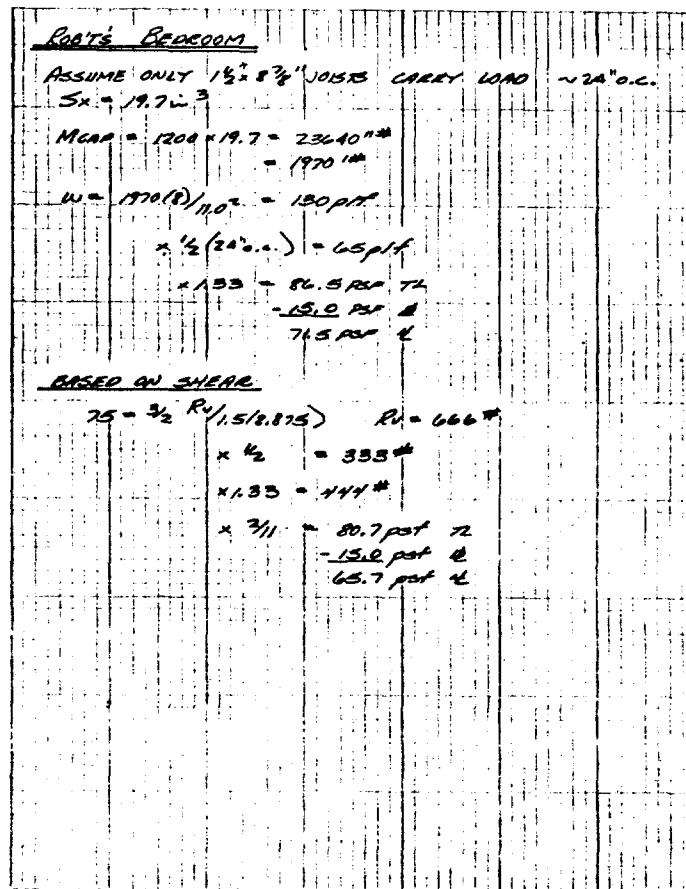 ROB'T'S BEDROOM
ASSUME ONLY 1½" x 8⅞" JOISTS CARRY LOAD ~24" o.c.
Sx = 19.7 in³
MCAP = 1200 x 19.7 = 23640 "#
= 1970 '#
w = 1970(8)/11.0² = 130 plf
x ½ (24" o.c.) = 65 plf
x 1.33 = 86.5 PSF TL
- 15.0 PSF DL
71.5 PSF LL
BASED ON SHEAR
75 = 3/2 Rv/1.5(8.875) Rv = 666 #
x ½ = 333 #
x 1.33 = 444 #
x 2/11 = 80.7 psf TL
- 15.0 psf DL
65.7 psf LL